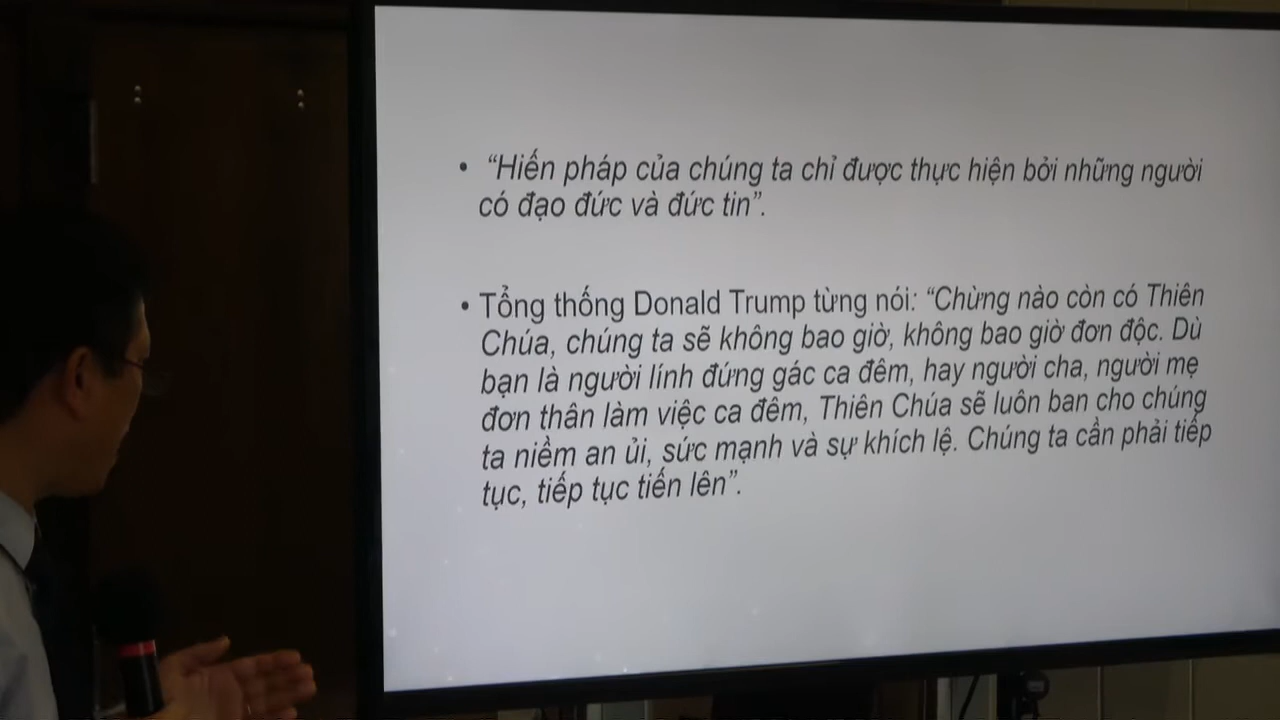 • “Hiến pháp của chúng ta chỉ được thực hiện bởi những người
có đạo đức và đức tin”.
• Tổng thống Donald Trump từng nói: “Chừng nào còn có Thiên
Chúa, chúng ta sẽ không bao giờ, không bao giờ đơn độc. Dù
bạn là người lính đứng gác ca đêm, hay người cha, người mẹ
đơn thân làm việc ca đêm, Thiên Chúa sẽ luôn ban cho chúng
ta niềm an ủi, sức mạnh và sự khích lệ. Chúng ta cần phải tiếp
tục, tiếp tục tiến lên”.